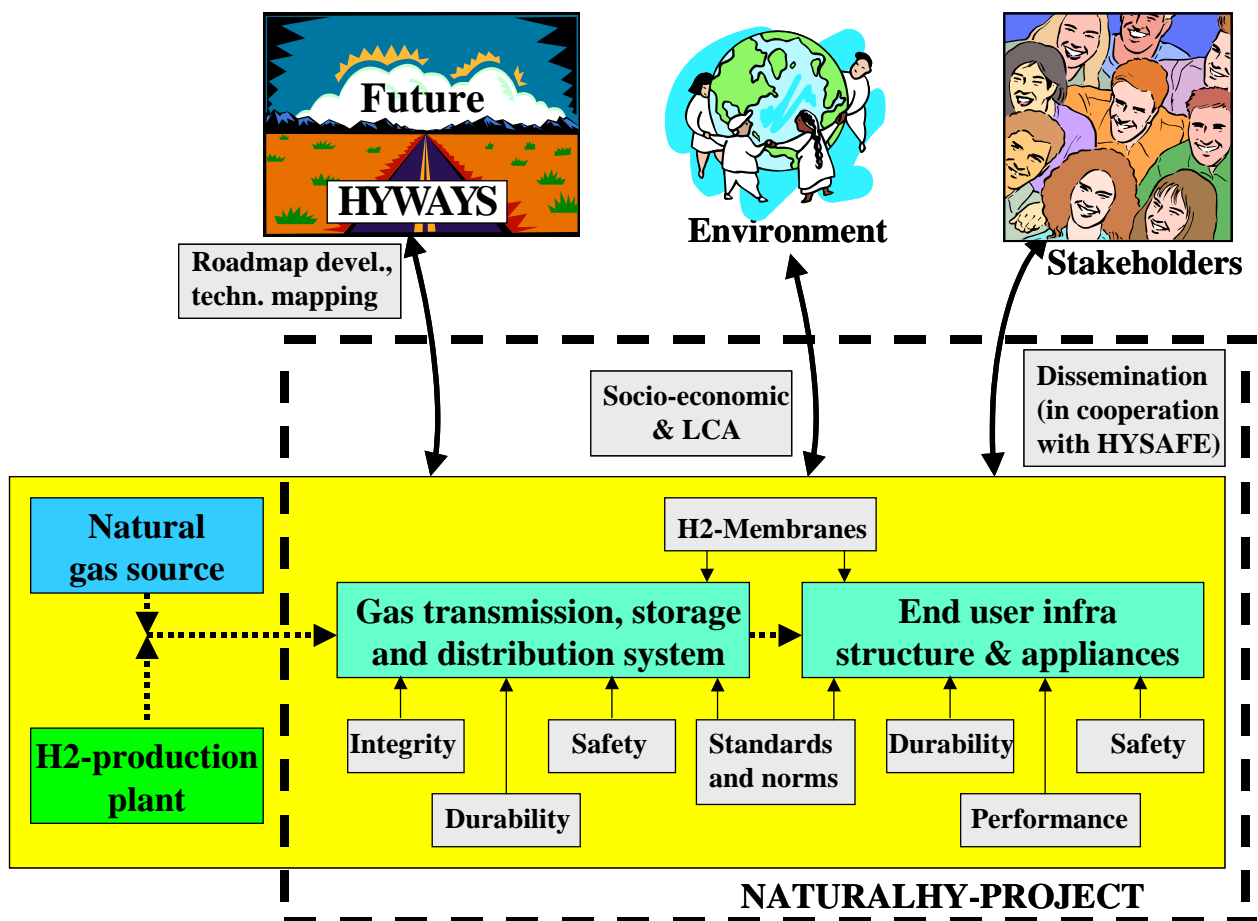 Future
HYWAYS
Environment
Stakeholders
Roadmap devel.,
techn. mapping
Socio-economic
& LCA
Dissemination
(in cooperation
with HYSAFE)
Natural
gas source
H2-Membranes
Gas transmission, storage
and distribution system
End user infra
structure & appliances
H2-production
plant
Integrity
Safety
Standards
and norms
Durability
Safety
Durability
Performance
NATURALHY-PROJECT